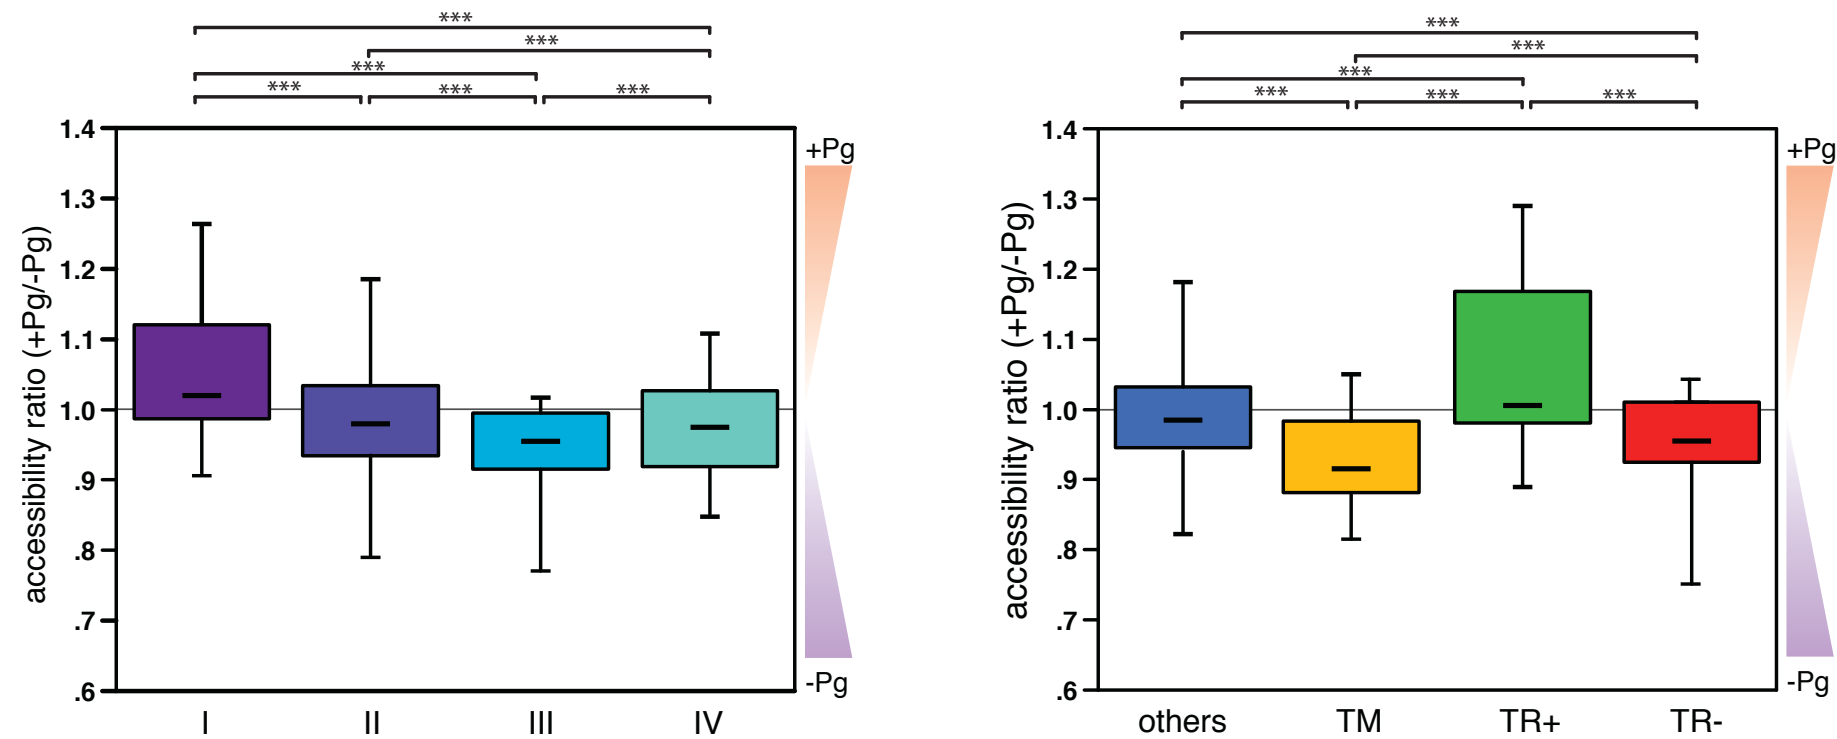 ***
***
***
*** *** ***
1.4
1.3
1.2
1.1
1.0
.9
.8
.7
.6
accessibility ratio (+Pg/-Pg)
I II III IV
+Pg
-Pg
***
***
***
*** *** ***
1.4
1.3
1.2
1.1
1.0
.9
.8
.7
.6
accessibility ratio (+Pg/-Pg)
others TM TR+ TR-
+Pg
-Pg